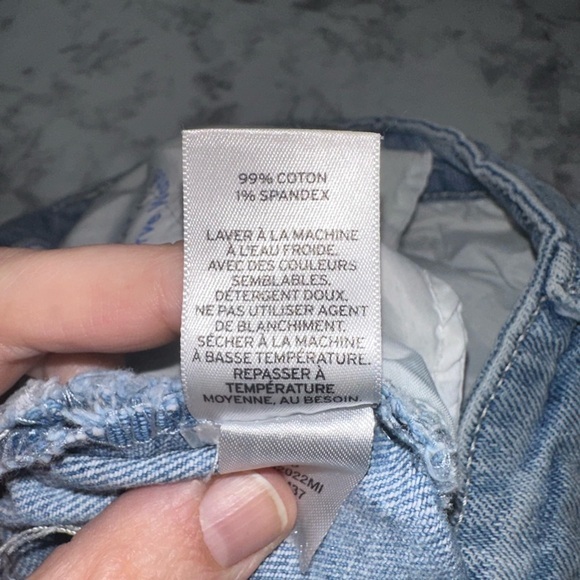 99% COTON
1% SPANDEX
LAVER À LA MACHINE
À L'EAU FROIDE,
AVEC DES COULEURS
SEMBLABLES.
DÉTERGENT DOUX.
NE PAS UTILISER AGENT
DE BLANCHIMENT.
SÉCHER À LA MACHINE
À BASSE TEMPÉRATURE.
REPASSER À
TEMPÉRATURE
MOYENNE, AU BESOIN.
2022MI